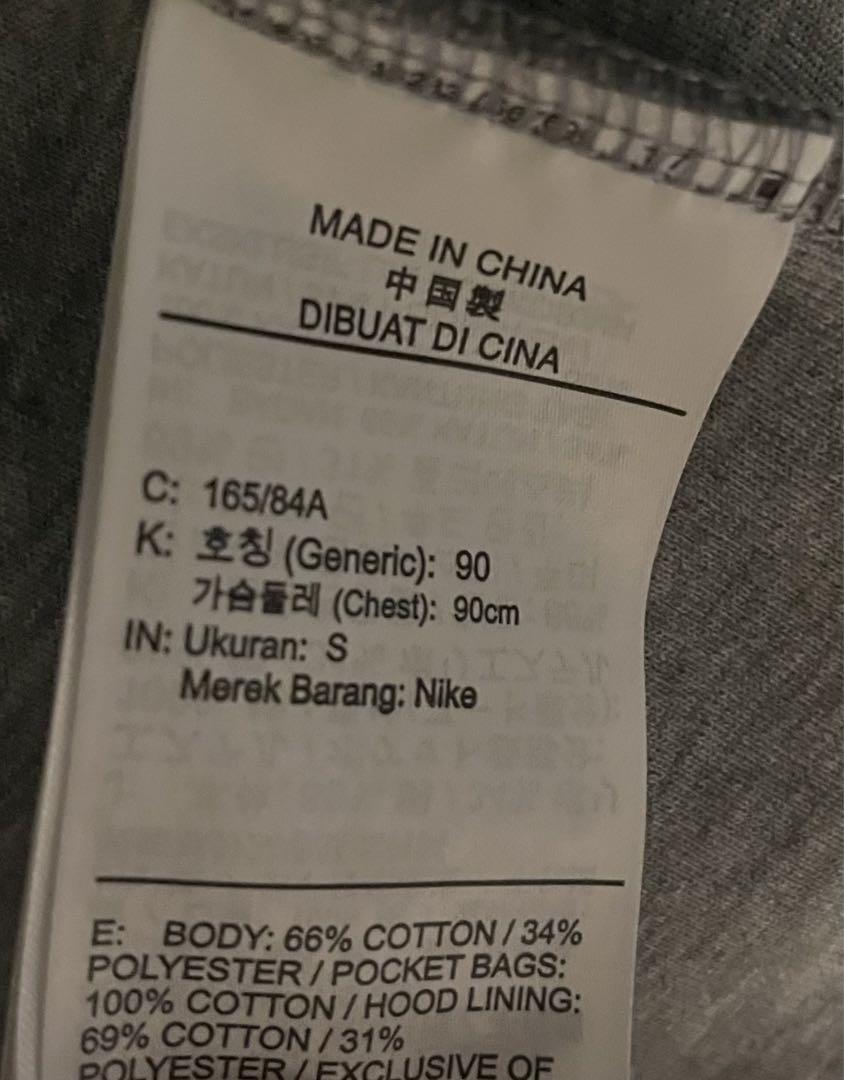 MADE IN CHINA
中国製
DIBUAT DI CINA
C: 165/84A
K: 호칭 (Generic): 90
가슴둘레 (Chest): 90cm
IN: Ukuran: S
Merek Barang: Nike
E: BODY: 66% COTTON / 34%
POLYESTER / POCKET BAGS:
100% COTTON / HOOD LINING:
69% COTTON / 31%
POLYESTER / EXCLUSIVE OF